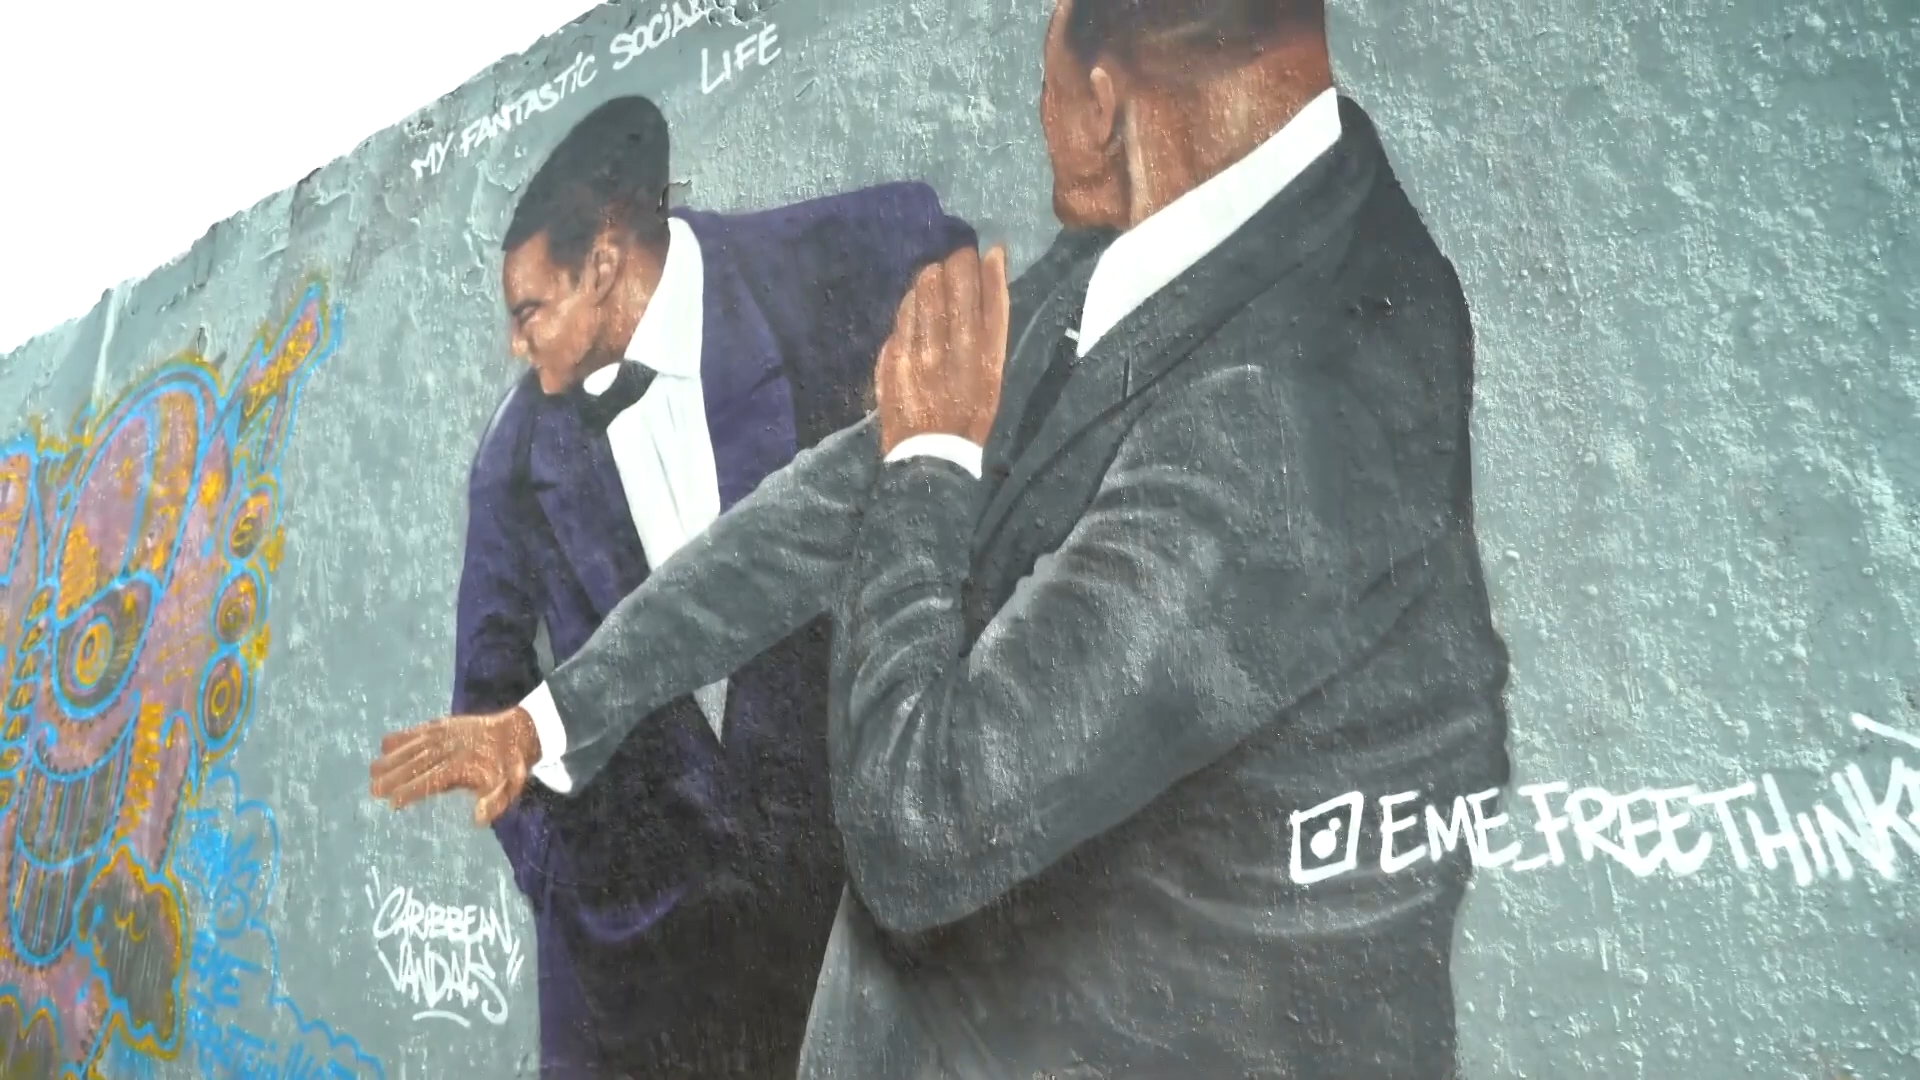 MY FANTASTIC SOCIAL
LIFE
EME_FREETHINK
"CARIBBEAN
VANDALS"